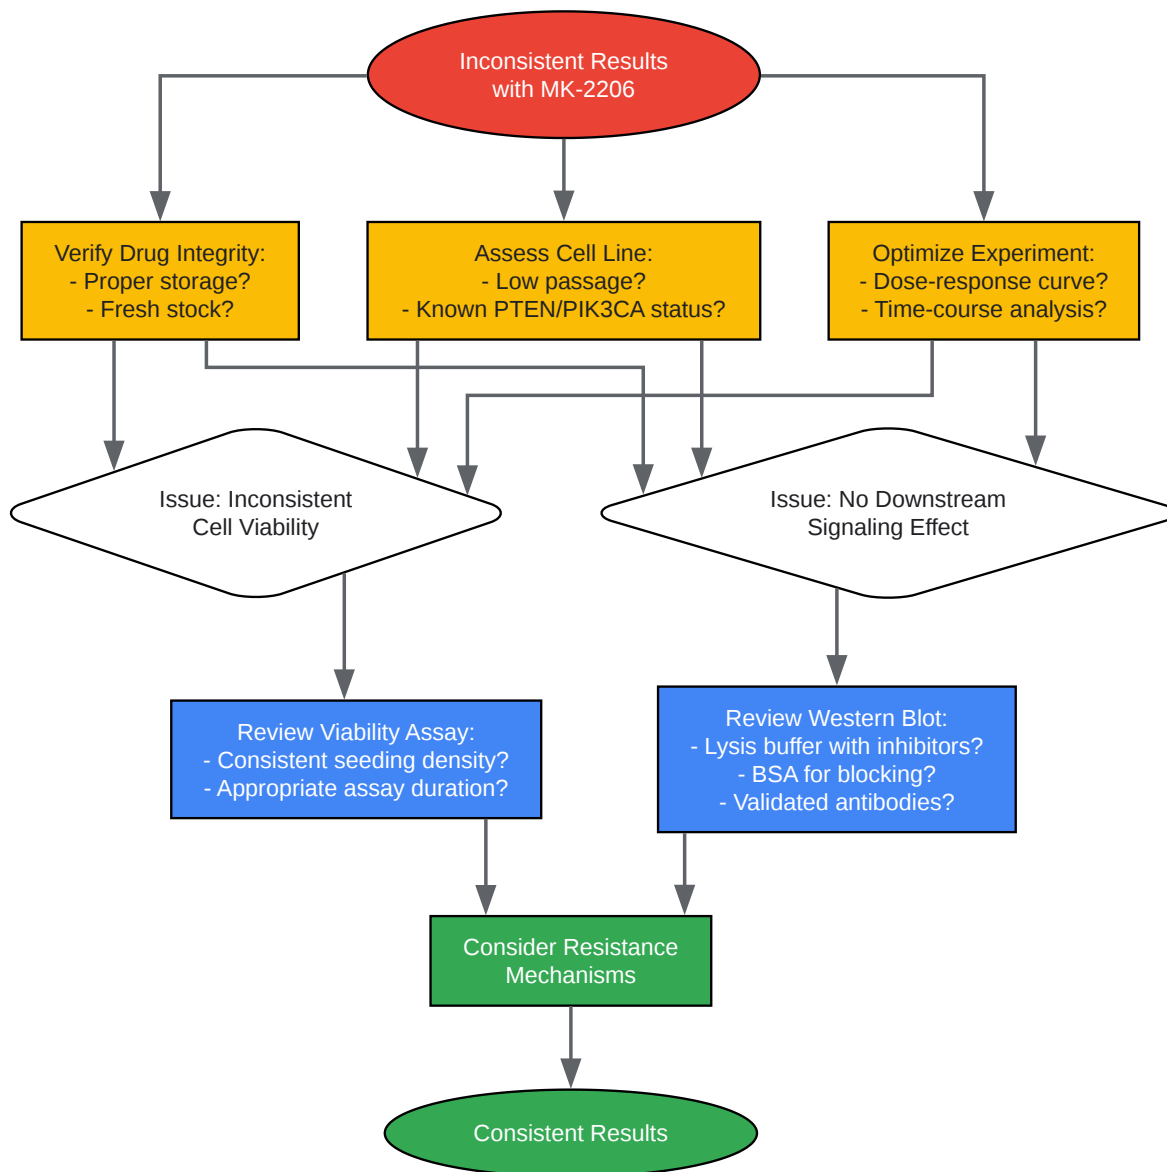 Inconsistent Results
with MK-2206
Verify Drug Integrity:
- Proper storage?
- Fresh stock?
Assess Cell Line:
- Low passage?
- Known PTEN/PIK3CA status?
Optimize Experiment:
- Dose-response curve?
- Time-course analysis?
Issue: Inconsistent
Cell Viability
Issue: No Downstream
Signaling Effect
Review Viability Assay:
- Consistent seeding density?
- Appropriate assay duration?
Review Western Blot:
- Lysis buffer with inhibitors?
- BSA for blocking?
- Validated antibodies?
Consider Resistance
Mechanisms
Consistent Results